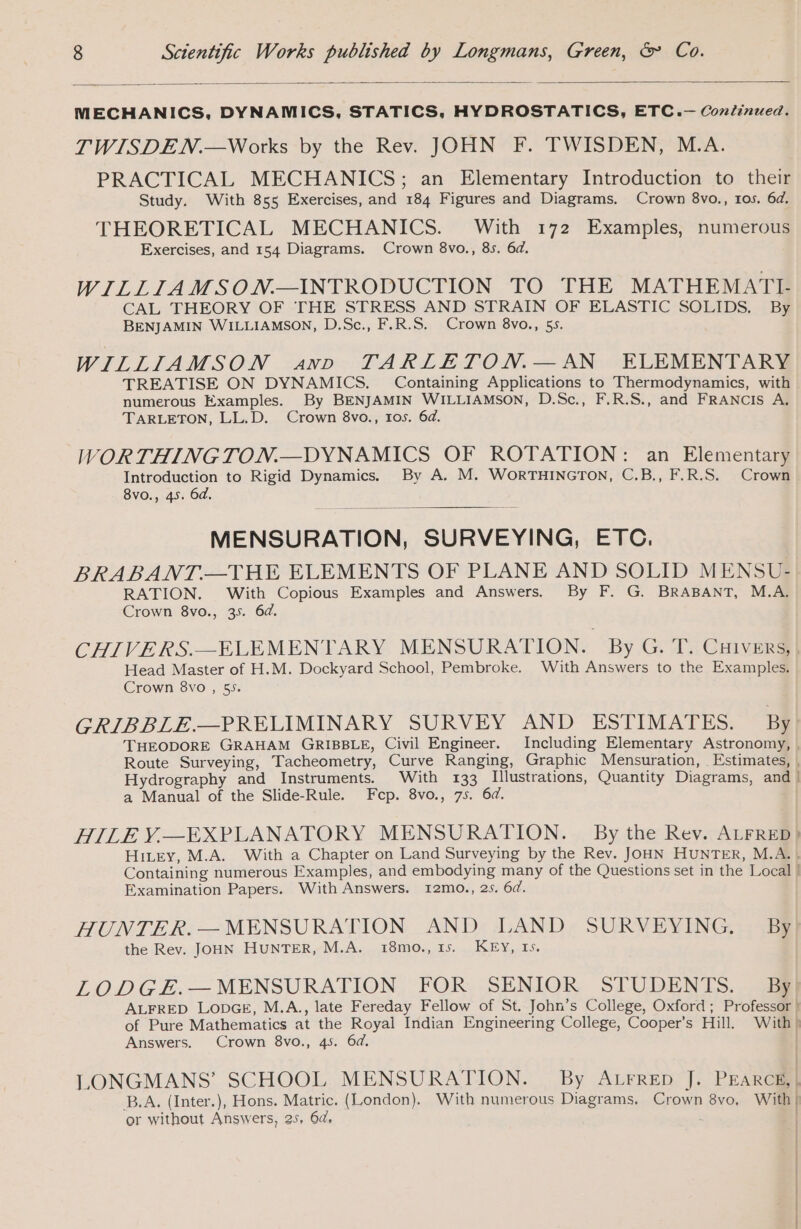 8 Scientific Works published by Longmans, Green, & Co.
MECHANICS, DYNAMICS, STATICS, HYDROSTATICS, ETC.—Continued.
TWISDEN.—Works by the Rev. JOHN F. TWISDEN, M.A.
PRACTICAL MECHANICS; an Elementary Introduction to their
Study. With 855 Exercises, and 184 Figures and Diagrams. Crown 8vo., 10s. 6d.
THEORETICAL MECHANICS. With 172 Examples, numerous
Exercises, and 154 Diagrams. Crown 8vo., 8s. 6d.
WILLIAMSON.—INTRODUCTION TO THE MATHEMATI-
CAL THEORY OF THE STRESS AND STRAIN OF ELASTIC SOLIDS. By
BENJAMIN WILLIAMSON, D.Sc., F.R.S. Crown 8vo., 5s.
WILLIAMSON AND TARLETON.—AN ELEMENTARY
TREATISE ON DYNAMICS. Containing Applications to Thermodynamics, with
numerous Examples. By BENJAMIN WILLIAMSON, D.Sc., F.R.S., and FRANCIS A.
TARLETON, LL.D. Crown 8vo., 10s. 6d.
WORTHINGTON.—DYNAMICS OF ROTATION: an Elementary
Introduction to Rigid Dynamics. By A. M. WORTHINGTON, C.B., F.R.S. Crown
8vo., 4s. 6d.
MENSURATION, SURVEYING, ETC.
BRABANT.—THE ELEMENTS OF PLANE AND SOLID MENSU-
RATION. With Copious Examples and Answers. By F. G. BRABANT, M.A.
Crown 8vo., 3s. 6d.
CHIVERS.—ELEMENTARY MENSURATION. By G. T. CHIVERS,
Head Master of H.M. Dockyard School, Pembroke. With Answers to the Examples.
Crown 8vo , 5s.
GRIBBLE.—PRELIMINARY SURVEY AND ESTIMATES. By
THEODORE GRAHAM GRIBBLE, Civil Engineer. Including Elementary Astronomy,
Route Surveying, Tacheometry, Curve Ranging, Graphic Mensuration, Estimates,
Hydrography and Instruments. With 133 Illustrations, Quantity Diagrams, and
a Manual of the Slide-Rule. Fcp. 8vo., 7s. 6d.
HILEY.—EXPLANATORY MENSURATION. By the Rev. ALFRED
HILEY, M.A. With a Chapter on Land Surveying by the Rev. JOHN HUNTER, M.A.
Containing numerous Examples, and embodying many of the Questions set in the Local
Examination Papers. With Answers. 12mo., 2s. 6d.
HUNTER.—MENSURATION AND LAND SURVEYING. By
the Rev. JOHN HUNTER, M.A. 18mo., 1s. KEY, 1s.
LODGE.—MENSURATION FOR SENIOR STUDENTS. By
ALFRED LODGE, M.A., late Fereday Fellow of St. John's College, Oxford; Professor
of Pure Mathematics at the Royal Indian Engineering College, Cooper's Hill. With
Answers. Crown 8vo., 4s. 6d.
LONGMANS' SCHOOL MENSURATION. By ALFRED J. PEARCE,
B.A. (Inter.), Hons. Matric. (London). With numerous Diagrams. Crown 8vo. With
or without Answers, 2s. 6d.